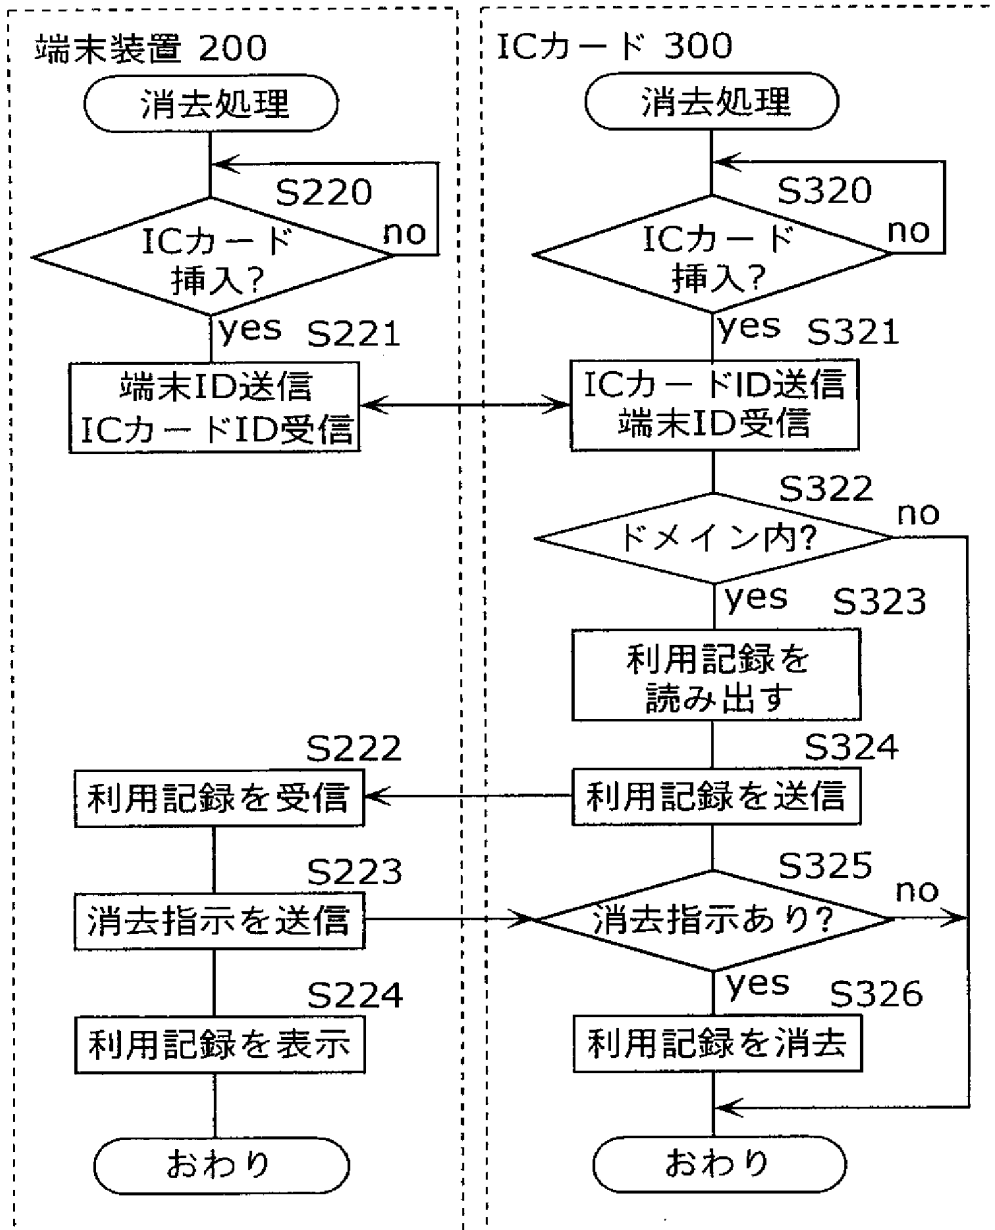 端末装置 200
消去処理
S220
ICカード
挿入?
no
yes
S221
端末ID送信
ICカードID受信
S222
利用記録を受信
S223
消去指示を送信
S224
利用記録を表示
おわり
ICカード 300
消去処理
S320
ICカード
挿入?
no
yes
S321
ICカードID送信
端末ID受信
S322
ドメイン内?
no
yes
S323
利用記録を
読み出す
S324
利用記録を送信
S325
消去指示あり?
no
yes
S326
利用記録を消去
おわり